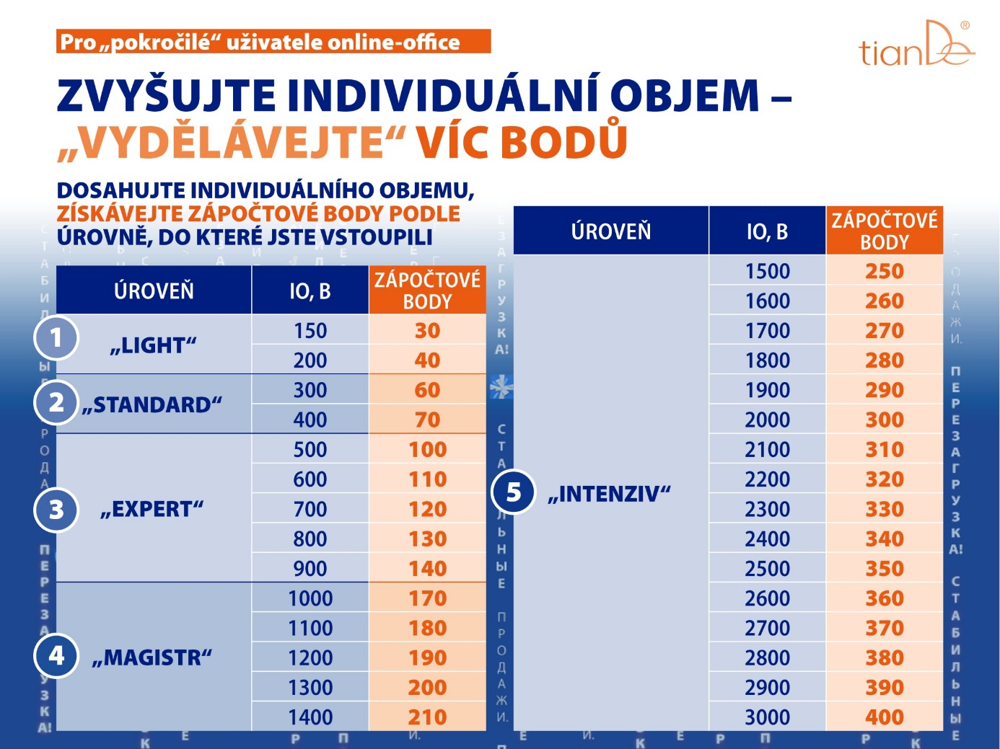 Pro „pokročilé“ uživatele online-office
tianDe®
ZVYŠUJTE INDIVIDUÁLNÍ OBJEM –
„VYDĚLÁVEJTE“ VÍC BODŮ
DOSAHUJTE INDIVIDUÁLNÍHO OBJEMU,
ZÍSKÁVEJTE ZÁPOČTOVÉ BODY PODLE
ÚROVNĚ, DO KTERÉ JSTE VSTOUPILI
ÚROVEŇ IO, B ZÁPOČTOVÉ BODY
1 „LIGHT“
150 30
200 40
2 „STANDARD“
300 60
400 70
3 „EXPERT“
500 100
600 110
700 120
800 130
900 140
4 „MAGISTR“
1000 170
1100 180
1200 190
1300 200
1400 210
ÚROVEŇ IO, B ZÁPOČTOVÉ BODY
5 „INTENZIV“
1500 250
1600 260
1700 270
1800 280
1900 290
2000 300
2100 310
2200 320
2300 330
2400 340
2500 350
2600 360
2700 370
2800 380
2900 390
3000 400
СТАЛЬНЫЕ ПРОДАЖИ.
ПЕРЕЗАГРУЗКА!